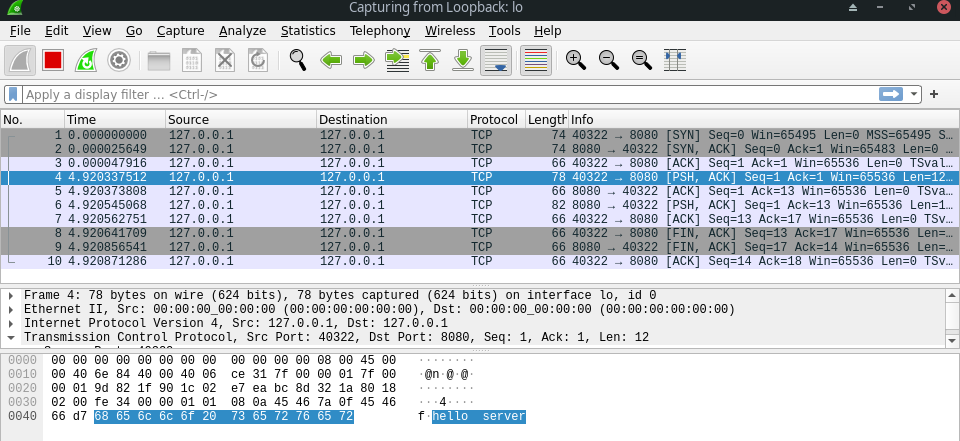 Capturing from Loopback: lo
File Edit View Go Capture Analyze Statistics Telephony Wireless Tools Help
Apply a display filter ... <Ctrl-/>
No. Time Source Destination Protocol Length Info
1 0.000000000 127.0.0.1 127.0.0.1 TCP 74 40322 → 8080 [SYN] Seq=0 Win=65495 Len=0 MSS=65495 S…
2 0.000025649 127.0.0.1 127.0.0.1 TCP 74 8080 → 40322 [SYN, ACK] Seq=0 Ack=1 Win=65483 Len=0 …
3 0.000047916 127.0.0.1 127.0.0.1 TCP 66 40322 → 8080 [ACK] Seq=1 Ack=1 Win=65536 Len=0 TSval…
4 4.920337512 127.0.0.1 127.0.0.1 TCP 78 40322 → 8080 [PSH, ACK] Seq=1 Ack=1 Win=65536 Len=12…
5 4.920373808 127.0.0.1 127.0.0.1 TCP 66 8080 → 40322 [ACK] Seq=1 Ack=13 Win=65536 Len=0 TSva…
6 4.920545068 127.0.0.1 127.0.0.1 TCP 82 8080 → 40322 [PSH, ACK] Seq=1 Ack=13 Win=65536 Len=1…
7 4.920562751 127.0.0.1 127.0.0.1 TCP 66 40322 → 8080 [ACK] Seq=13 Ack=17 Win=65536 Len=0 TSv…
8 4.920641709 127.0.0.1 127.0.0.1 TCP 66 40322 → 8080 [FIN, ACK] Seq=13 Ack=17 Win=65536 Len=…
9 4.920856541 127.0.0.1 127.0.0.1 TCP 66 8080 → 40322 [FIN, ACK] Seq=17 Ack=14 Win=65536 Len=…
10 4.920871286 127.0.0.1 127.0.0.1 TCP 66 40322 → 8080 [ACK] Seq=14 Ack=18 Win=65536 Len=0 TSv…
Frame 4: 78 bytes on wire (624 bits), 78 bytes captured (624 bits) on interface lo, id 0
Ethernet II, Src: 00:00:00_00:00:00 (00:00:00:00:00:00), Dst: 00:00:00_00:00:00 (00:00:00:00:00:00)
Internet Protocol Version 4, Src: 127.0.0.1, Dst: 127.0.0.1
Transmission Control Protocol, Src Port: 40322, Dst Port: 8080, Seq: 1, Ack: 1, Len: 12
0000 00 00 00 00 00 00 00 00 00 00 00 00 08 00 45 00 ········
0010 00 40 6e 84 40 00 40 06 ce 31 7f 00 00 01 7f 00 ·@n·@·@·
0020 00 01 9d 82 1f 90 1c 02 e7 ea bc 8d 32 1a 80 18 ········
0030 02 00 fe 34 00 00 01 01 08 0a 45 46 7a 0f 45 46 ···4····
0040 66 d7 68 65 6c 6c 6f 20 73 65 72 76 65 72 f·hello server